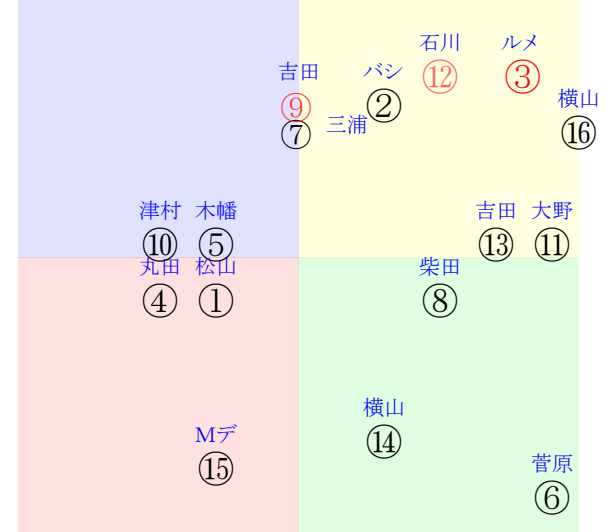 石川 ルメ
吉田 バシ ⑫ ③
横山
⑨ ②
⑦ 三浦 ⑯
津村 木幡 吉田 大野
⑩ ⑤ ⑬ ⑪
丸田 松山 柴田
④ ① ⑧
横山
Mデ ⑭
⑮ 菅原
⑥